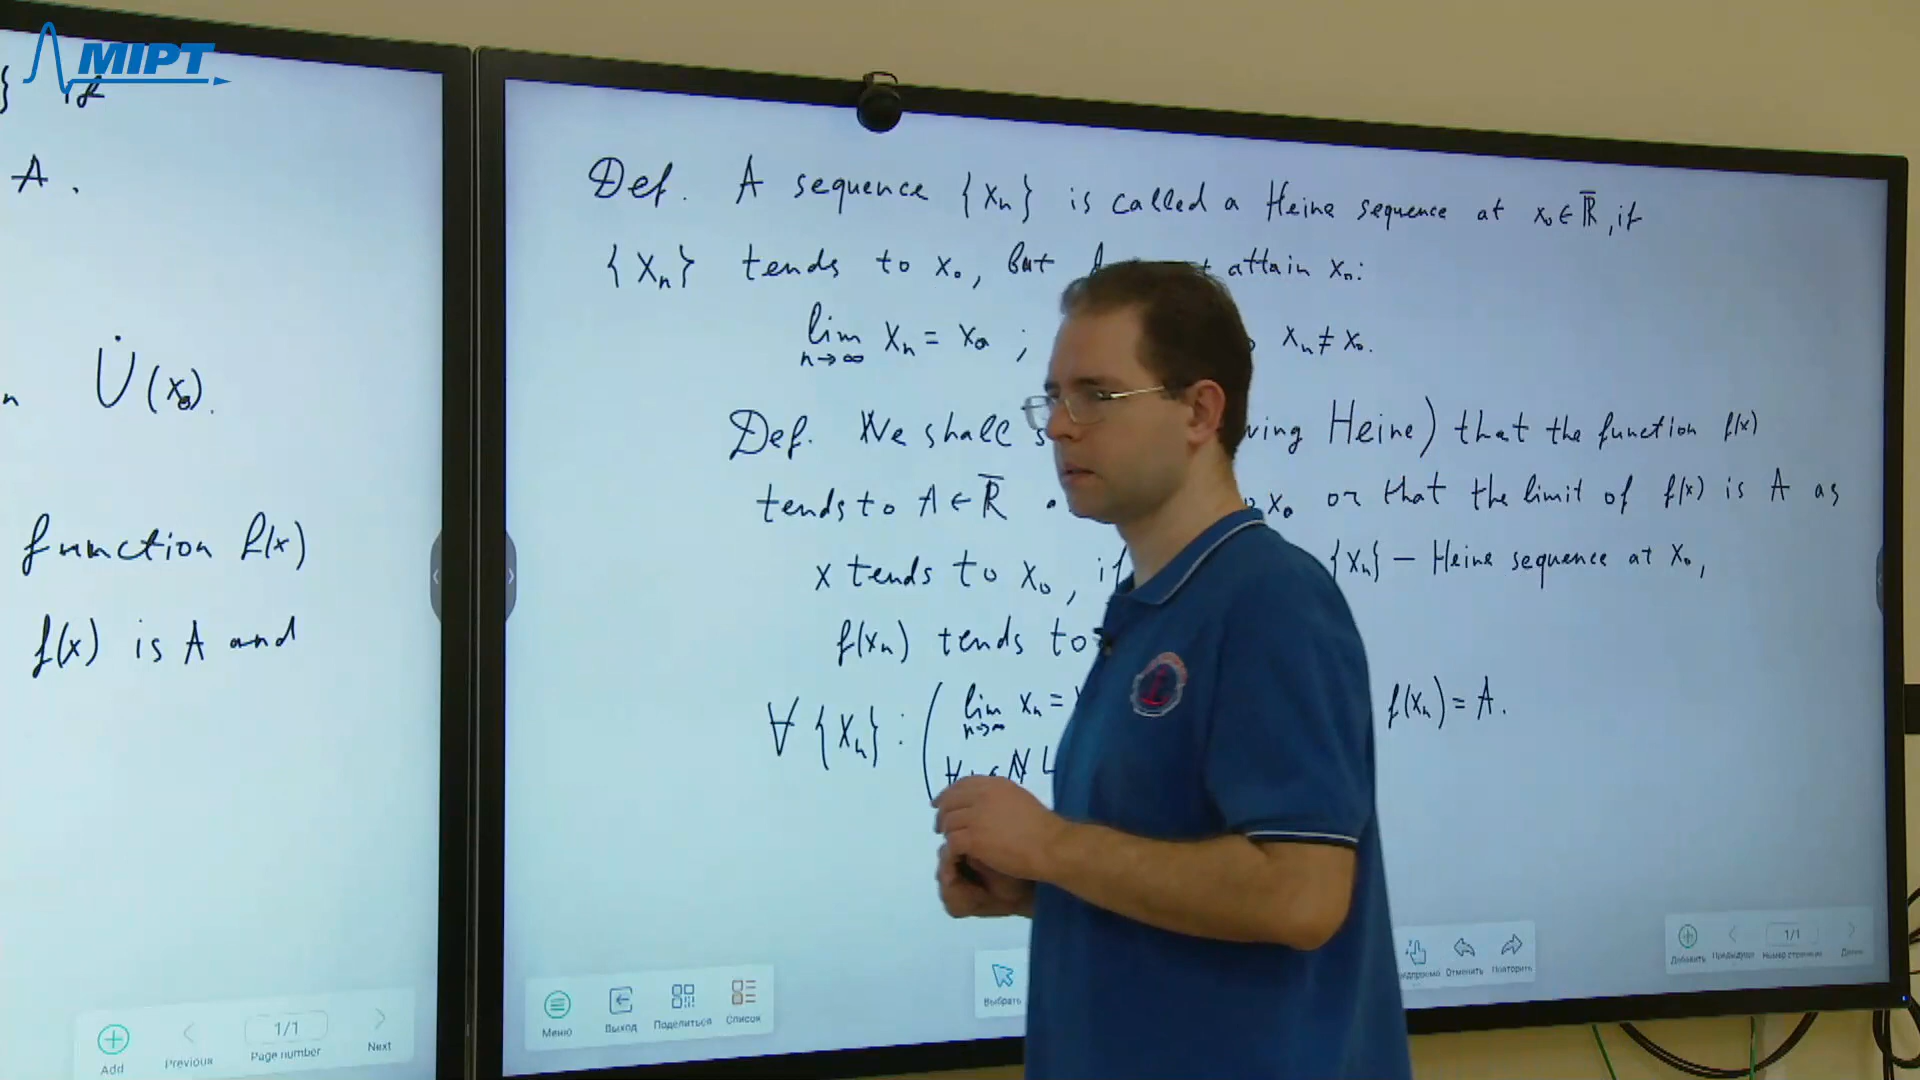 MIPT
} if
A.
U̇(x₀).
function f(x)
f(x) is A and
Add
Previous
1/1
Page number
Next
Def. A sequence {xₙ} is called a Heine sequence at x₀∈ℝ̅, if
{xₙ} tends to x₀, but attain x₀:
lim n→∞ xₙ = x₀ ; xₙ ≠ x₀.
Def. We shall Heine) that the function f(x)
tends to A∈ℝ̅ x₀ or that the limit of f(x) is A as
x tends to x₀, if {xₙ} – Heine sequence at x₀,
f(xₙ) tends to
∀ {xₙ} : ( lim n→∞ xₙ = f(xₙ) = A.
Меню
Выход
Поделиться
Список
Выбрать
Отменить
Повторить
Добавить
1/1
Номер страницы